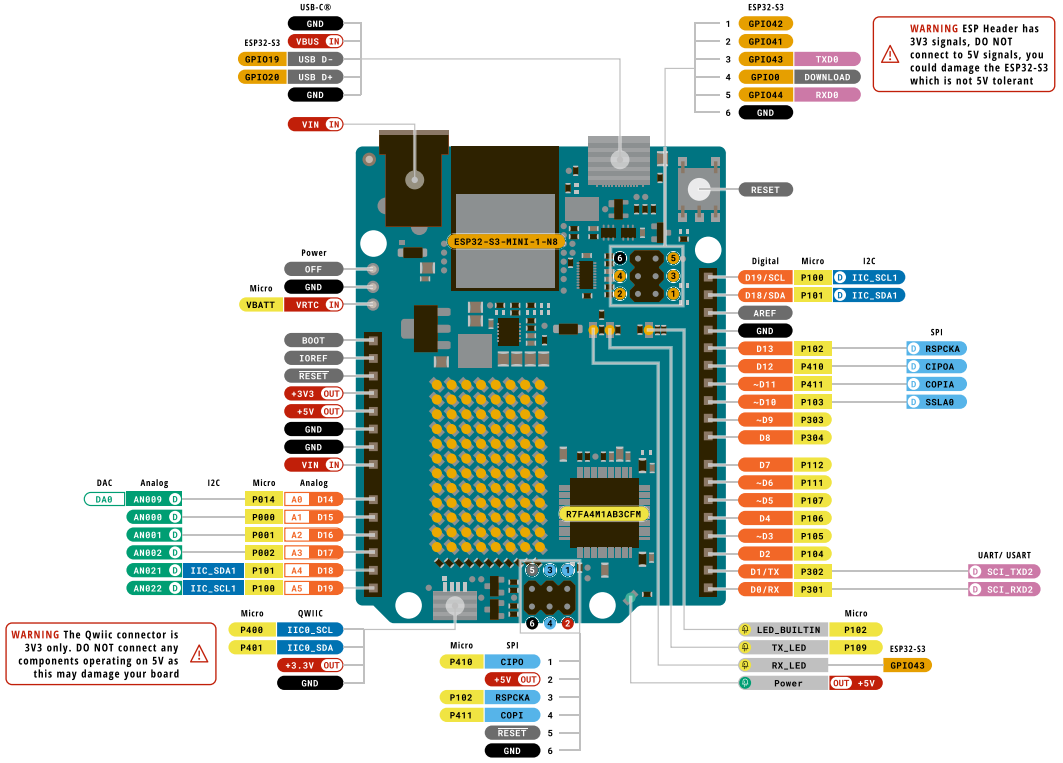 USB-C®
GND
VBUS IN
ESP32-S3
GPIO19 USB D-
GPIO20 USB D+
GND
VIN IN
ESP32-S3
1 GPIO42
2 GPIO41
3 GPIO43 TXD0
4 GPIO0 DOWNLOAD
5 GPIO44 RXD0
6 GND
WARNING ESP Header has
3V3 signals, DO NOT
connect to 5V signals, you
could damage the ESP32-S3
which is not 5V tolerant
RESET
ESP32-S3-MINI-1-N8
6 5
4 3
2 1
Power
OFF
GND
Micro
VBATT VRTC IN
BOOT
IOREF
RESET
+3V3 OUT
+5V OUT
GND
GND
VIN IN
DAC Analog I2C Micro Analog
DA0 AN009 D P014 A0 D14
AN000 D P000 A1 D15
AN001 D P001 A2 D16
AN002 D P002 A3 D17
AN021 D IIC_SDA1 P101 A4 D18
AN022 D IIC_SCL1 P100 A5 D19
Digital Micro I2C
D19/SCL P100 D IIC_SCL1
D18/SDA P101 D IIC_SDA1
AREF
GND
SPI
D13 P102 D RSPCKA
D12 P410 D CIPOA
~D11 P411 D COPIA
~D10 P103 D SSLA0
~D9 P303
D8 P304
D7 P112
~D6 P111
~D5 P107
D4 P106
~D3 P105
D2 P104
UART/ USART
D1/TX P302 D SCI_TXD2
D0/RX P301 D SCI_RXD2
R7FA4M1AB3CFM
5 3 1
6 4 2
WARNING The Qwiic connector is
3V3 only. DO NOT connect any
components operating on 5V as
this may damage your board
Micro QWIIC
P400 IIC0_SCL
P401 IIC0_SDA
+3.3V OUT
GND
Micro SPI
P410 CIPO 1
+5V OUT 2
P102 RSPCKA 3
P411 COPI 4
RESET 5
GND 6
Micro
LED_BUILTIN P102
TX_LED P109
ESP32-S3
RX_LED GPIO43
Power OUT +5V